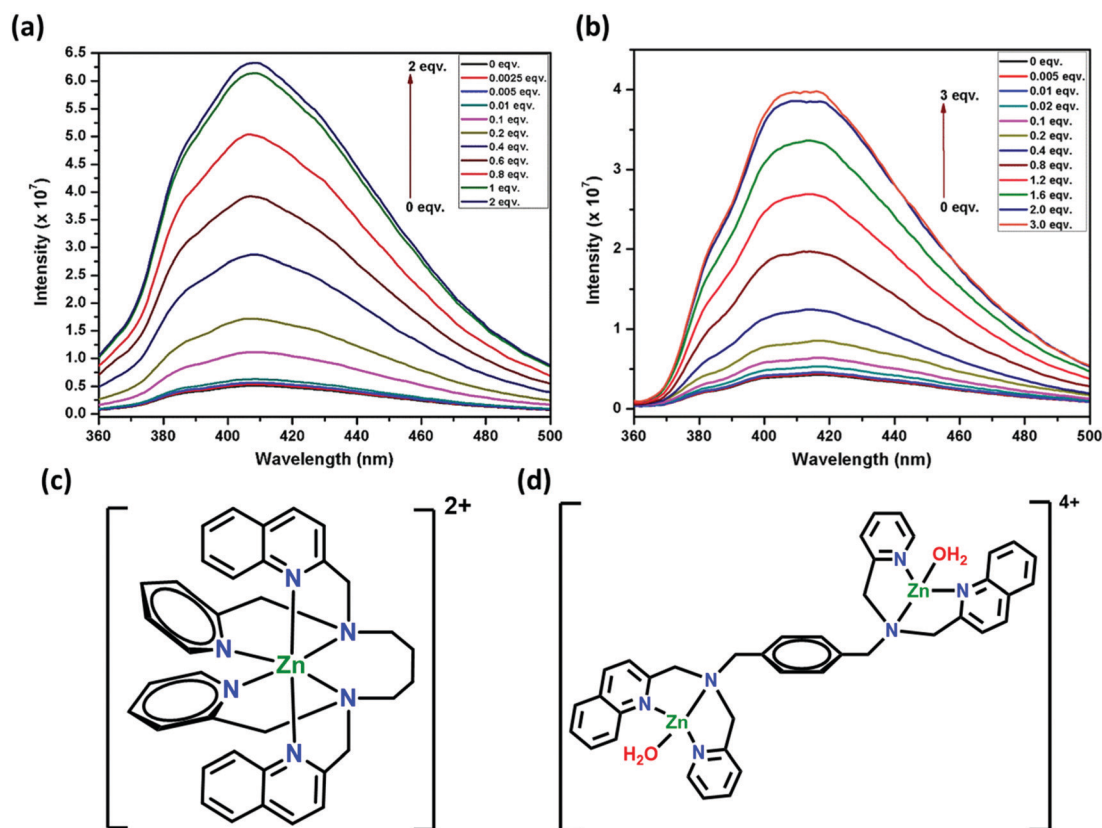 (a)
6.5
6.0
5.5
5.0
4.5
4.0
3.5
3.0
2.5
2.0
1.5
1.0
0.5
0.0
Intensity (x 10⁷)
360 380 400 420 440 460 480 500
Wavelength (nm)
2 eqv.
0 eqv.
0 eqv.
0.0025 eqv.
0.005 eqv.
0.01 eqv.
0.1 eqv.
0.2 eqv.
0.4 eqv.
0.6 eqv.
0.8 eqv.
1 eqv.
2 eqv.
(b)
4
3
2
1
0
Intensity (x 10⁷)
360 380 400 420 440 460 480 500
Wavelength (nm)
3 eqv.
0 eqv.
0 eqv.
0.005 eqv.
0.01 eqv.
0.02 eqv.
0.1 eqv.
0.2 eqv.
0.4 eqv.
0.8 eqv.
1.2 eqv.
1.6 eqv.
2.0 eqv.
3.0 eqv.
(c)
2+
N
N
N
Zn
N
N
N
(d)
4+
N
OH₂
Zn
N
N
N
N
Zn
H₂O
N